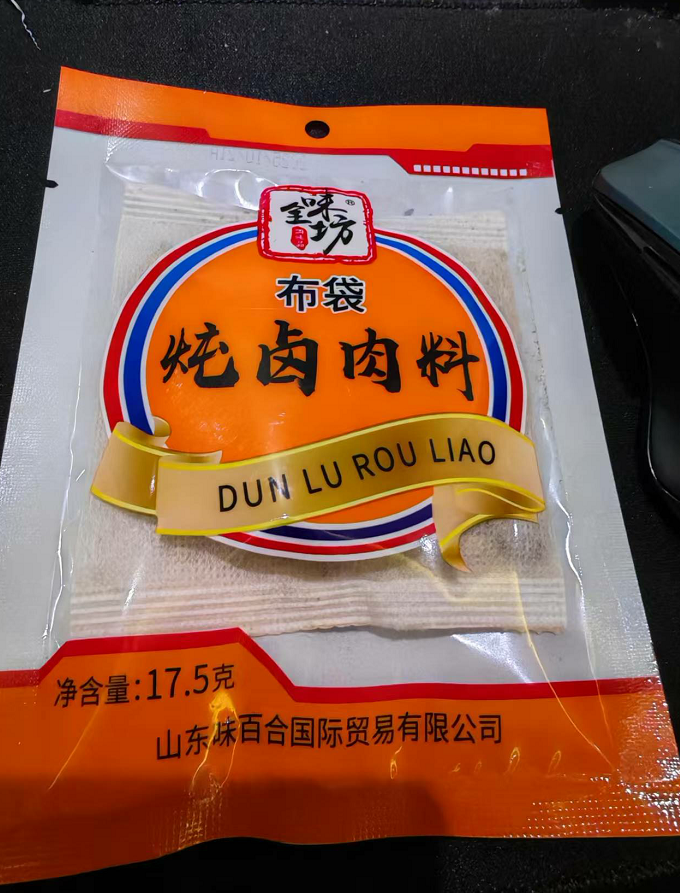 全味坊®
布袋
炖卤肉料
DUN LU ROU LIAO
净含量:17.5克
山东味百合国际贸易有限公司